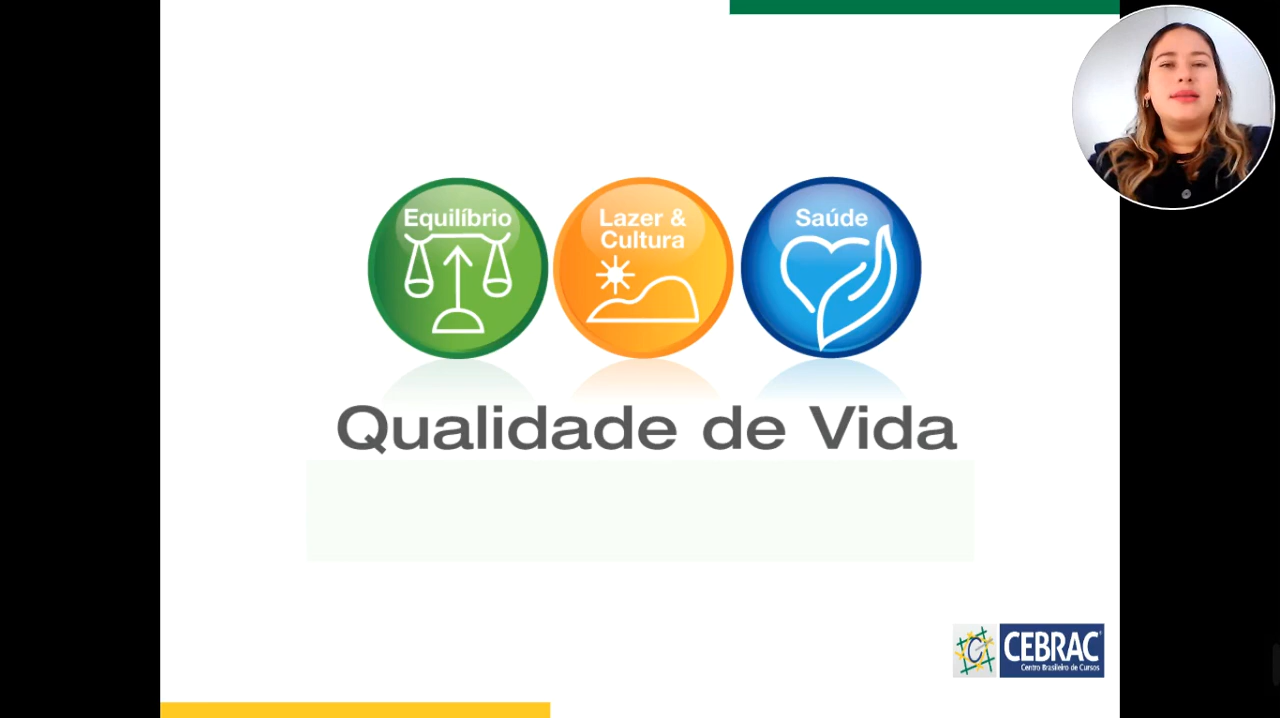 Equilíbrio
Lazer &
Cultura
Saúde
Qualidade de Vida
CEBRAC
Centro Brasileiro de Cursos